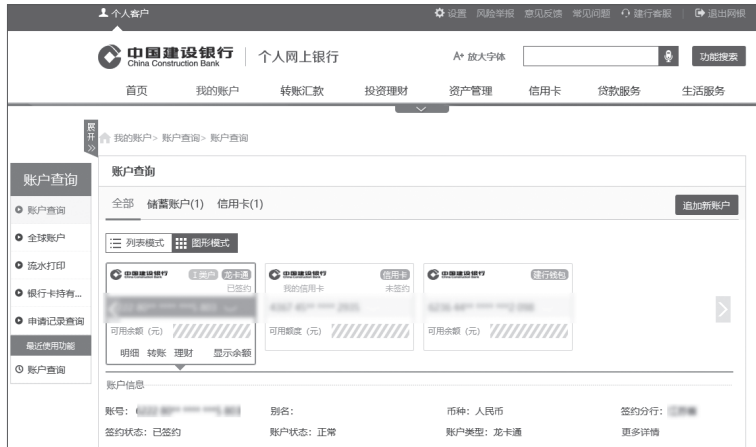 个人客户 设置 风险举报 意见反馈 常见问题 建行客服 退出网银
中国建设银行 China Construction Bank 个人网上银行 A+ 放大字体 功能搜索
首页 我的账户 转账汇款 投资理财 资产管理 信用卡 贷款服务 生活服务
展开
我的账户> 账户查询> 账户查询
账户查询
账户查询
全球账户
流水打印
银行卡持有...
申请记录查询
最近使用功能
账户查询
账户查询
全部 储蓄账户(1) 信用卡(1) 追加新账户
列表模式 图形模式
中国建设银行 I类户 龙卡通
已签约
可用余额（元）
明细 转账 理财 显示余额
中国建设银行 信用卡
我的信用卡 未签约
可用额度（元）
中国建设银行 建行钱包
可用余额（元）
账户信息
账号： 别名： 币种：人民币 签约分行：
签约状态：已签约 账户状态：正常 账户类型：龙卡通 更多详情